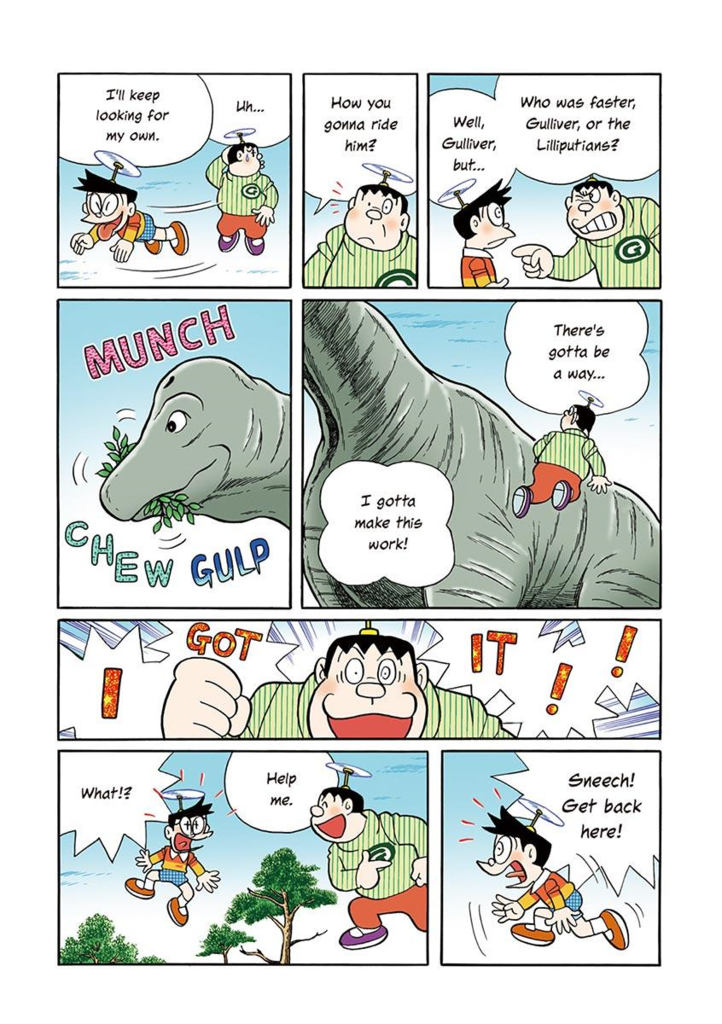 I'll keep
looking for
my own.
Uh...
How you
gonna ride
him?
Well,
Gulliver,
but...
Who was faster,
Gulliver, or the
Lilliputians?
G
G
G
MUNCH
CHEW
GULP
There's
gotta be
a way...
I gotta
make this
work!
I
GOT
IT
!
!
What!?
Help
me.
G
Sneech!
Get back
here!